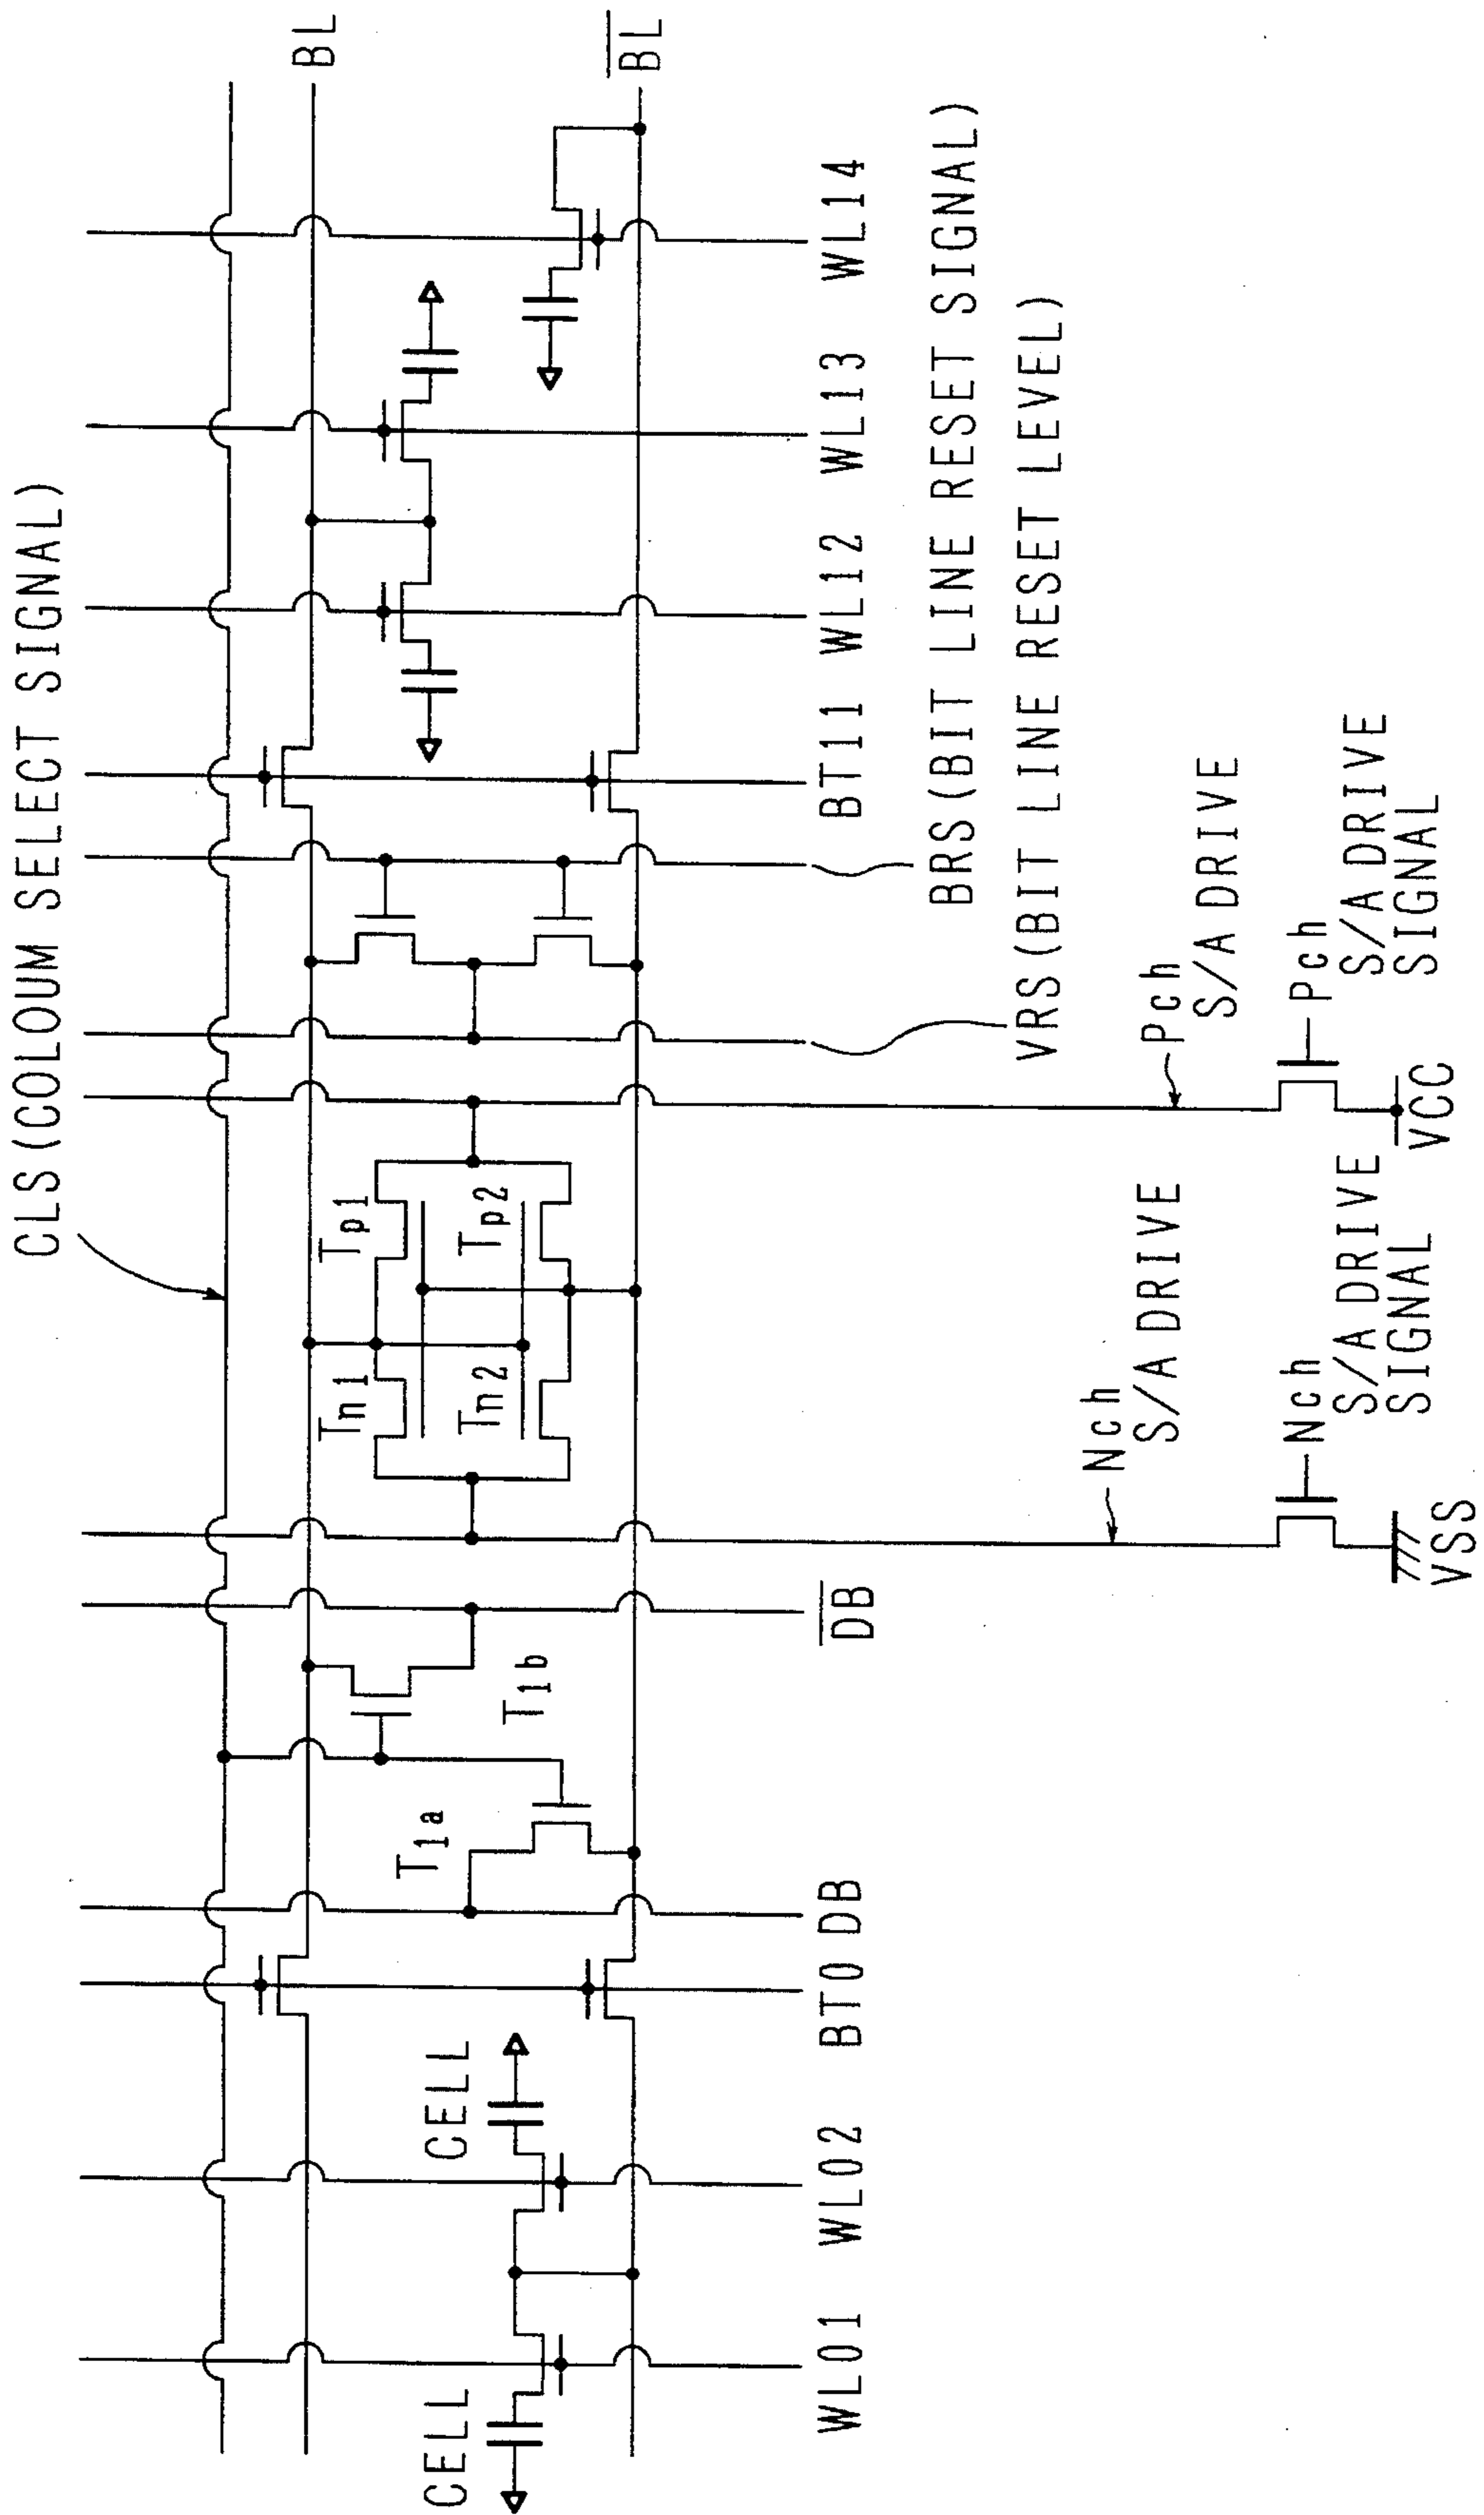 CLS(COLOUM SELECT SIGNAL)
BL
B̅L̅
CELL
CELL
T1a
T1b
Tn1
Tp1
Tn2
Tp2
WL01
WL02
BT0
DB
D̅B̅
BT11
WL12
WL13
WL14
BRS(BIT LINE RESET SIGNAL)
VRS(BIT LINE RESET LEVEL)
Nch
S/A DRIVE
Pch
S/A DRIVE
Nch
S/A DRIVE
SIGNAL
Pch
S/A DRIVE
SIGNAL
VSS
VCC